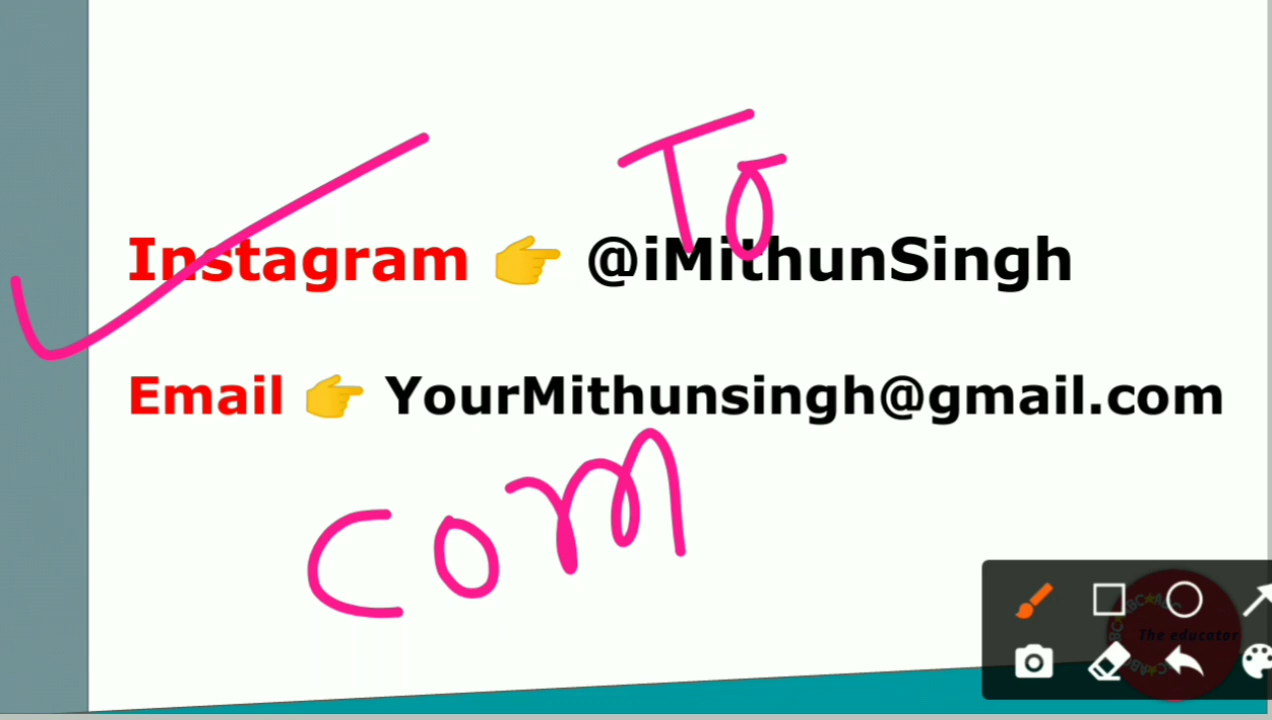 To
Instagram 👉 @iMithunSingh
Email 👉 YourMithunsingh@gmail.com
com
The educator